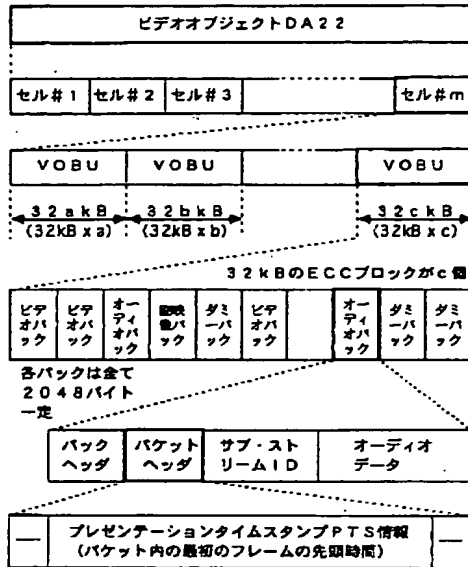 ビデオオブジェクトDA22
セル#1 セル#2 セル#3 セル#m
VOBU VOBU VOBU
32akB 32bkB 32ckB
(32kBxa) (32kBxb) (32kBxc)
32kBのECCブロックがc個
ビデオパック ビデオパック オーディオパック 副映像パック ダミーパック ビデオパック オーディオパック ダミーパック ダミーパック
各パックは全て
2048バイト
一定
パックヘッダ パケットヘッダ サブ・ストリームID オーディオデータ
プレゼンテーションタイムスタンプPTS情報
(パケット内の最初のフレームの先頭時間)